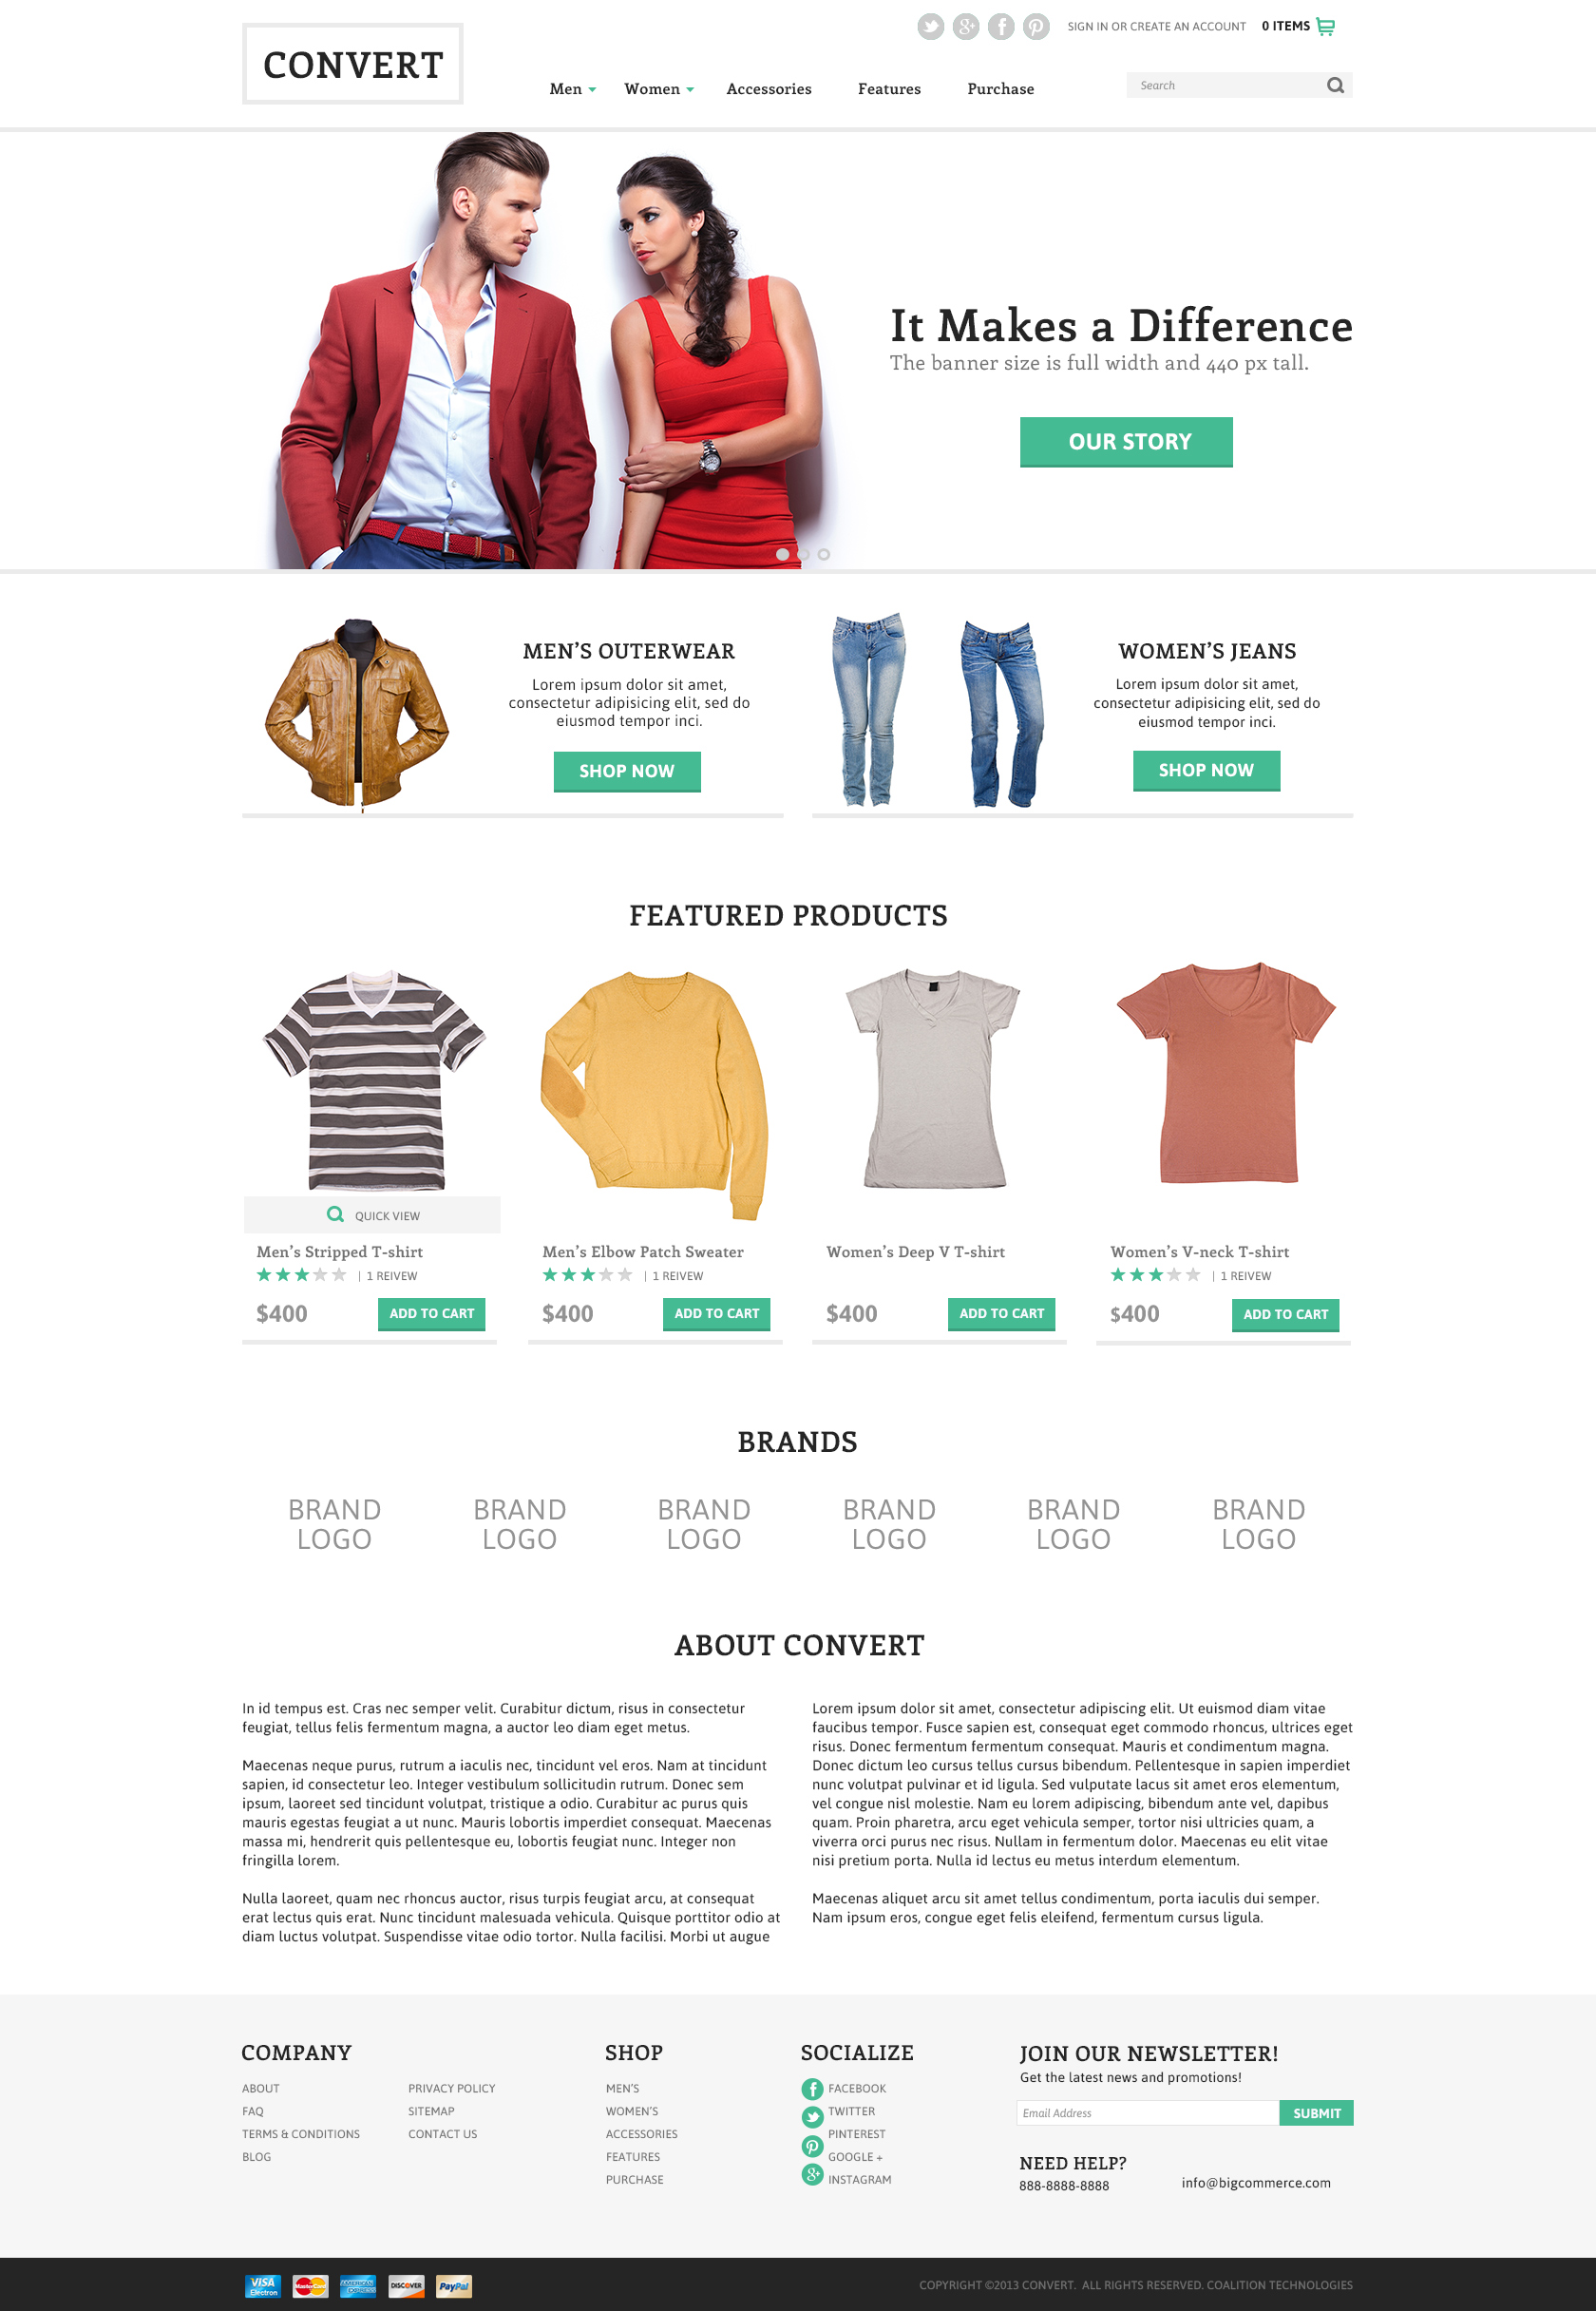 SIGN IN OR CREATE AN ACCOUNT
0 ITEMS
CONVERT
Men
Women
Accessories
Features
Purchase
Search
It Makes a Difference
The banner size is full width and 440 px tall.
OUR STORY
MEN'S OUTERWEAR
Lorem ipsum dolor sit amet,
consectetur adipisicing elit, sed do
eiusmod tempor inci.
SHOP NOW
WOMEN'S JEANS
Lorem ipsum dolor sit amet,
consectetur adipisicing elit, sed do
eiusmod tempor inci.
SHOP NOW
FEATURED PRODUCTS
QUICK VIEW
Men's Stripped T-shirt
| 1 REIVEW
$400
ADD TO CART
Men's Elbow Patch Sweater
| 1 REIVEW
$400
ADD TO CART
Women's Deep V T-shirt
$400
ADD TO CART
Women's V-neck T-shirt
| 1 REIVEW
$400
ADD TO CART
BRANDS
BRAND
LOGO
BRAND
LOGO
BRAND
LOGO
BRAND
LOGO
BRAND
LOGO
BRAND
LOGO
ABOUT CONVERT
In id tempus est. Cras nec semper velit. Curabitur dictum, risus in consectetur
feugiat, tellus felis fermentum magna, a auctor leo diam eget metus.
Maecenas neque purus, rutrum a iaculis nec, tincidunt vel eros. Nam at tincidunt
sapien, id consectetur leo. Integer vestibulum sollicitudin rutrum. Donec sem
ipsum, laoreet sed tincidunt volutpat, tristique a odio. Curabitur ac purus quis
mauris egestas feugiat a ut nunc. Mauris lobortis imperdiet consequat. Maecenas
massa mi, hendrerit quis pellentesque eu, lobortis feugiat nunc. Integer non
fringilla lorem.
Nulla laoreet, quam nec rhoncus auctor, risus turpis feugiat arcu, at consequat
erat lectus quis erat. Nunc tincidunt malesuada vehicula. Quisque porttitor odio at
diam luctus volutpat. Suspendisse vitae odio tortor. Nulla facilisi. Morbi ut augue
Lorem ipsum dolor sit amet, consectetur adipiscing elit. Ut euismod diam vitae
faucibus tempor. Fusce sapien est, consequat eget commodo rhoncus, ultrices eget
risus. Donec fermentum fermentum consequat. Mauris et condimentum magna.
Donec dictum leo cursus tellus cursus bibendum. Pellentesque in sapien imperdiet
nunc volutpat pulvinar et id ligula. Sed vulputate lacus sit amet eros elementum,
vel congue nisl molestie. Nam eu lorem adipiscing, bibendum ante vel, dapibus
quam. Proin pharetra, arcu eget vehicula semper, tortor nisi ultricies quam, a
viverra orci purus nec risus. Nullam in fermentum dolor. Maecenas eu elit vitae
nisi pretium porta. Nulla id lectus eu metus interdum elementum.
Maecenas aliquet arcu sit amet tellus condimentum, porta iaculis dui semper.
Nam ipsum eros, congue eget felis eleifend, fermentum cursus ligula.
COMPANY
ABOUT
FAQ
TERMS & CONDITIONS
BLOG
PRIVACY POLICY
SITEMAP
CONTACT US
SHOP
MEN'S
WOMEN'S
ACCESSORIES
FEATURES
PURCHASE
SOCIALIZE
FACEBOOK
TWITTER
PINTEREST
GOOGLE +
INSTAGRAM
JOIN OUR NEWSLETTER!
Get the latest news and promotions!
Email Address
SUBMIT
NEED HELP?
888-8888-8888
info@bigcommerce.com
VISA
Electron
MasterCard
AMERICAN
EXPRESS
DISCOVER
PayPal
COPYRIGHT ©2013 CONVERT. ALL RIGHTS RESERVED. COALITION TECHNOLOGIES